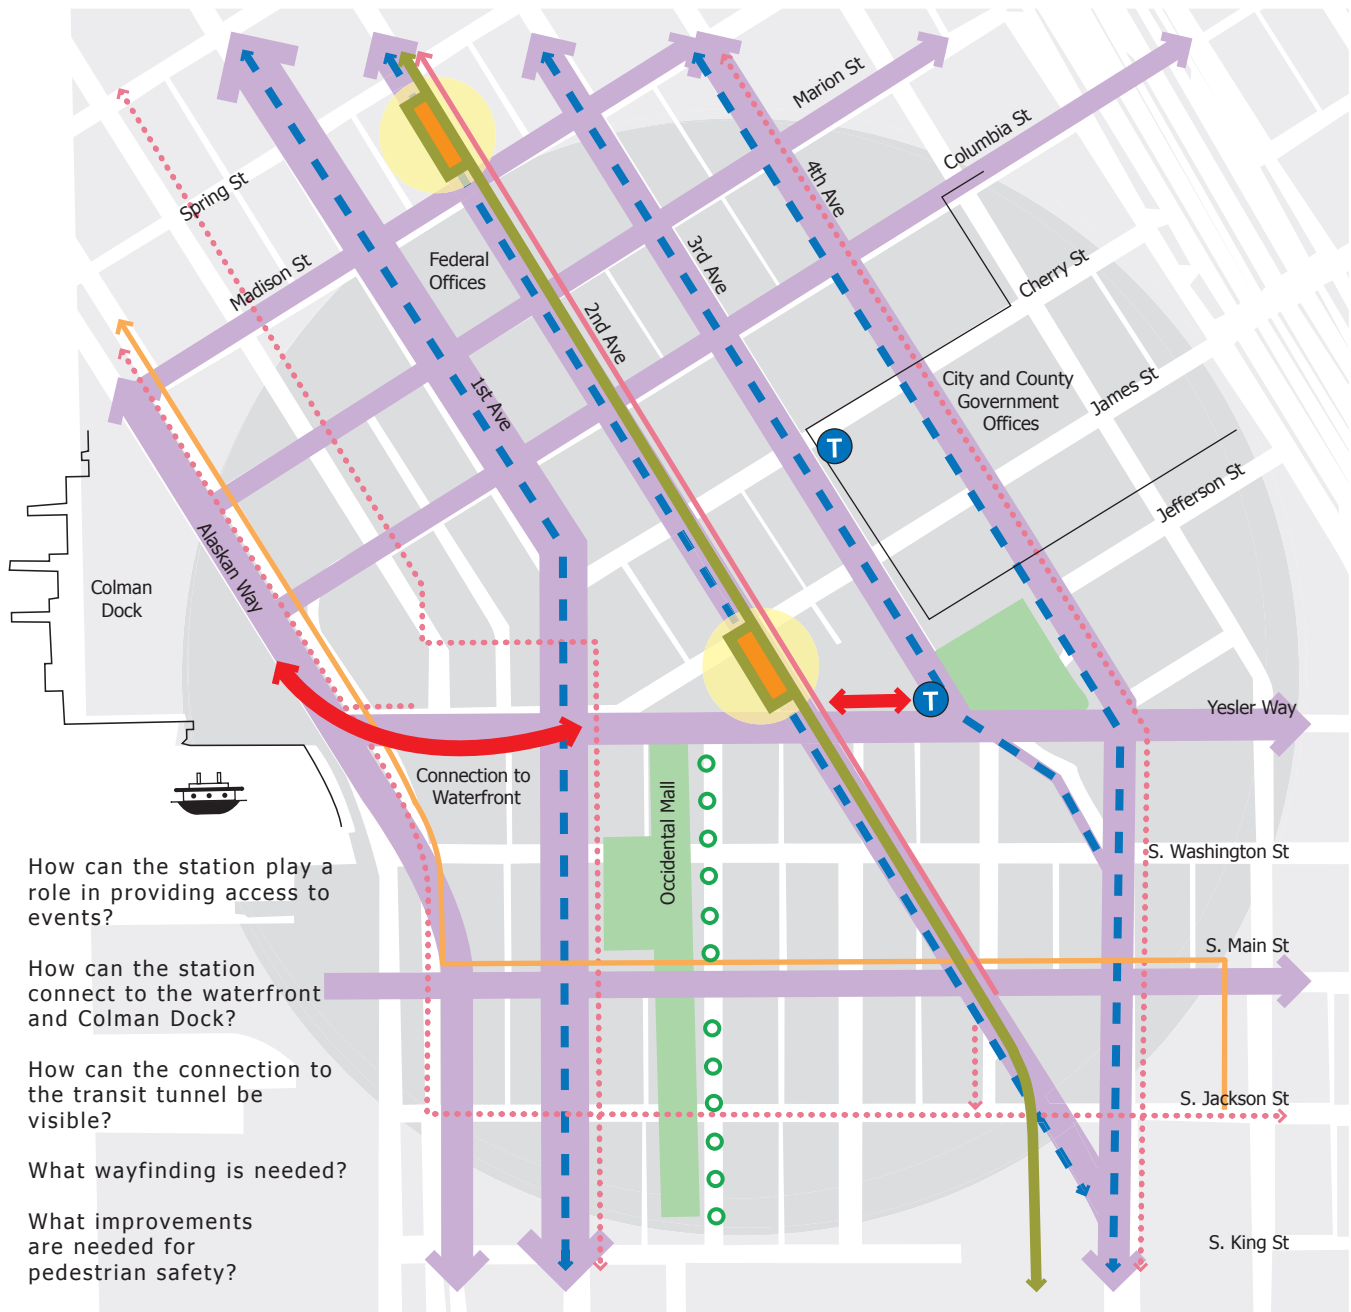 Marion St
Columbia St
4th Ave
Spring St
3rd Ave
Federal
Offices
Madison St
Cherry St
2nd Ave
City and County
Government
Offices
James St
1st Ave
T
Jefferson St
Alaskan Way
Colman
Dock
T
Yesler Way
Connection to
Waterfront
Occidental Mall
S. Washington St
How can the station play a
role in providing access to
events?
S. Main St
How can the station
connect to the waterfront
and Colman Dock?
How can the connection to
the transit tunnel be
visible?
S. Jackson St
What wayfinding is needed?
What improvements
are needed for
pedestrian safety?
S. King St